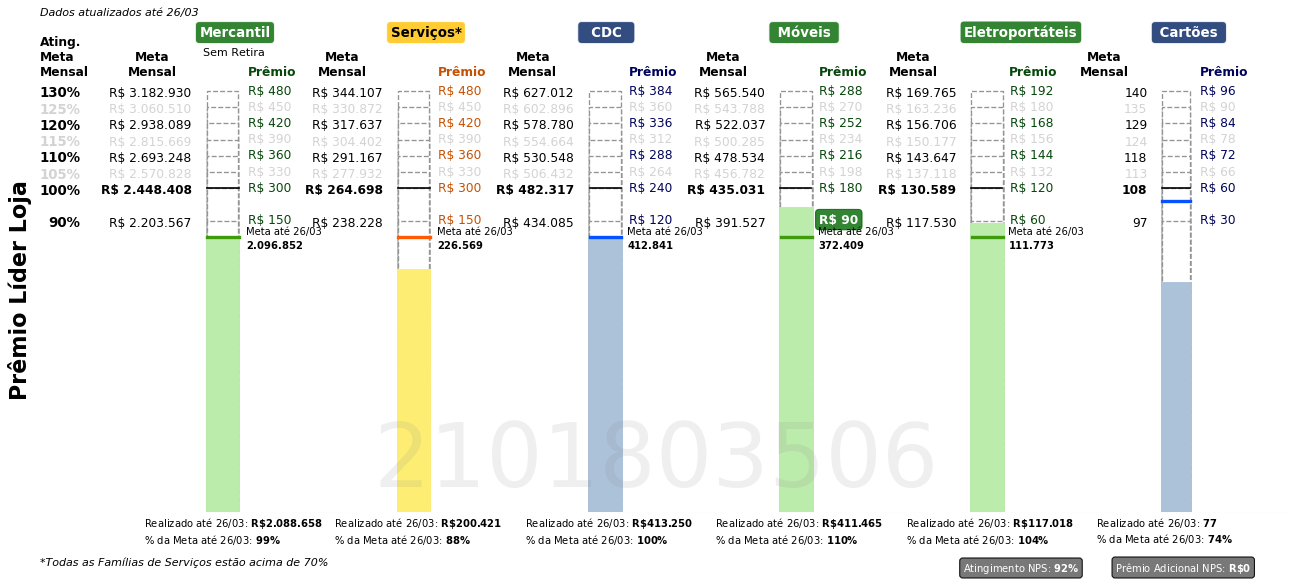 Dados atualizados até 26/03
Mercantil Serviços* CDC Móveis Eletroportáteis Cartões
Sem Retira
Ating. Meta Mensal Meta Mensal Prêmio Meta Mensal Prêmio Meta Mensal Prêmio Meta Mensal Prêmio Meta Mensal Prêmio Meta Mensal Prêmio
130% R$ 3.182.930 R$ 480 R$ 344.107 R$ 480 R$ 627.012 R$ 384 R$ 565.540 R$ 288 R$ 169.765 R$ 192 140 R$ 96
125% R$ 3.060.510 R$ 450 R$ 330.872 R$ 450 R$ 602.896 R$ 360 R$ 543.788 R$ 270 R$ 163.236 R$ 180 135 R$ 90
120% R$ 2.938.089 R$ 420 R$ 317.637 R$ 420 R$ 578.780 R$ 336 R$ 522.037 R$ 252 R$ 156.706 R$ 168 129 R$ 84
115% R$ 2.815.669 R$ 390 R$ 304.402 R$ 390 R$ 554.664 R$ 312 R$ 500.285 R$ 234 R$ 150.177 R$ 156 124 R$ 78
110% R$ 2.693.248 R$ 360 R$ 291.167 R$ 360 R$ 530.548 R$ 288 R$ 478.534 R$ 216 R$ 143.647 R$ 144 118 R$ 72
105% R$ 2.570.828 R$ 330 R$ 277.932 R$ 330 R$ 506.432 R$ 264 R$ 456.782 R$ 198 R$ 137.118 R$ 132 113 R$ 66
100% R$ 2.448.408 R$ 300 R$ 264.698 R$ 300 R$ 482.317 R$ 240 R$ 435.031 R$ 180 R$ 130.589 R$ 120 108 R$ 60
90% R$ 2.203.567 R$ 150 R$ 238.228 R$ 150 R$ 434.085 R$ 120 R$ 391.527 R$ 90 R$ 117.530 R$ 60 97 R$ 30
Meta até 26/03 Meta até 26/03 Meta até 26/03 Meta até 26/03 Meta até 26/03
2.096.852 226.569 412.841 372.409 111.773
Prêmio Líder Loja
2101803506
Realizado até 26/03: R$2.088.658 Realizado até 26/03: R$200.421 Realizado até 26/03: R$413.250 Realizado até 26/03: R$411.465 Realizado até 26/03: R$117.018 Realizado até 26/03: 77
% da Meta até 26/03: 99% % da Meta até 26/03: 88% % da Meta até 26/03: 100% % da Meta até 26/03: 110% % da Meta até 26/03: 104% % da Meta até 26/03: 74%
*Todas as Famílias de Serviços estão acima de 70%
Atingimento NPS: 92% Prêmio Adicional NPS: R$0